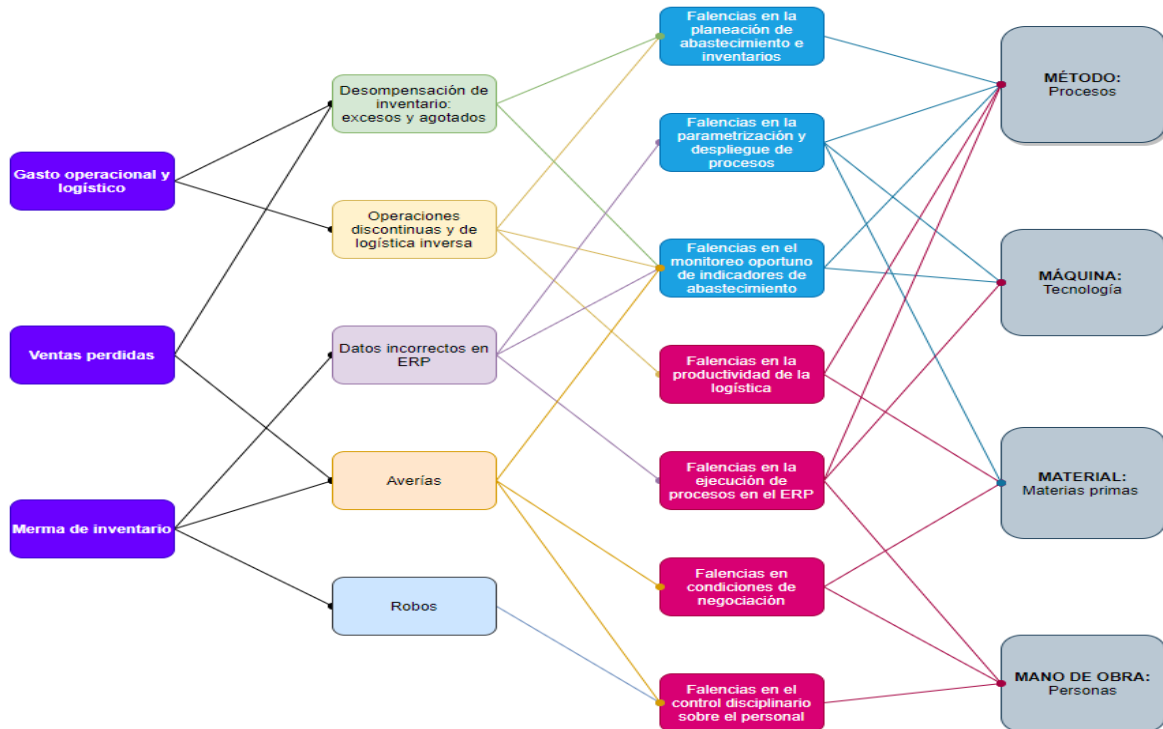 Gasto operacional y
logístico
Ventas perdidas
Merma de inventario
Desompensación de
inventario:
excesos y agotados
Operaciones
discontinuas y de
logística inversa
Datos incorrectos en
ERP
Averías
Robos
Falencias en la
planeación de
abastecimiento e
inventarios
Falencias en la
parametrización y
despliegue de
procesos
Falencias en el
monitoreo oportuno
de indicadores de
abastecimiento
Falencias en la
productividad de la
logística
Falencias en la
ejecución de
procesos en el ERP
Falencias en
condiciones de
negociación
Falencias en el
control disciplinario
sobre el personal
MÉTODO:
Procesos
MÁQUINA:
Tecnología
MATERIAL:
Materias primas
MANO DE OBRA:
Personas